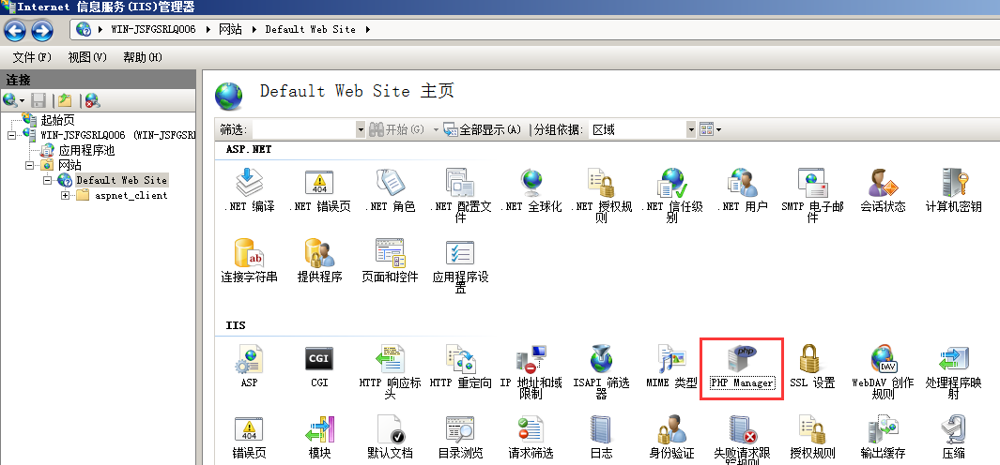 Internet 信息服务(IIS)管理器
WIN-JSFGSRLQO06 网站 Default Web Site
文件(F) 视图(V) 帮助(H)
连接
起始页
WIN-JSFGSRLQO06 (WIN-JSFGSRL
应用程序池
网站
Default Web Site
aspnet_client
Default Web Site 主页
筛选: 开始(G) 全部显示(A) 分组依据: 区域
ASP.NET
.NET 编译 .NET 错误页 .NET 角色 .NET 配置文件 .NET 全球化 .NET 授权规则 .NET 信任级别 .NET 用户 SMTP 电子邮件 会话状态 计算机密钥
连接字符串 提供程序 页面和控件 应用程序设置
IIS
ASP CGI HTTP 响应标头 HTTP 重定向 IP 地址和域限制 ISAPI 筛选器 MIME 类型 PHP Manager SSL 设置 WebDAV 创作规则 处理程序映射
错误页 模块 默认文档 目录浏览 请求筛选 日志 身份验证 失败请求跟踪规则 授权规则 输出缓存 压缩